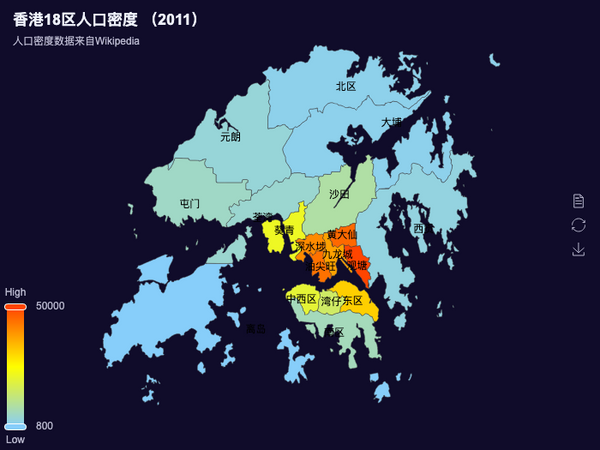 香港18区人口密度 （2011）
人口密度数据来自Wikipedia
北区
大埔
元朗
沙田
屯门
荃湾
葵青
西
黄大仙
深水埗
九龙城
尖旺
观塘
中西区
湾仔东区
区
离岛
High
50000
800
Low